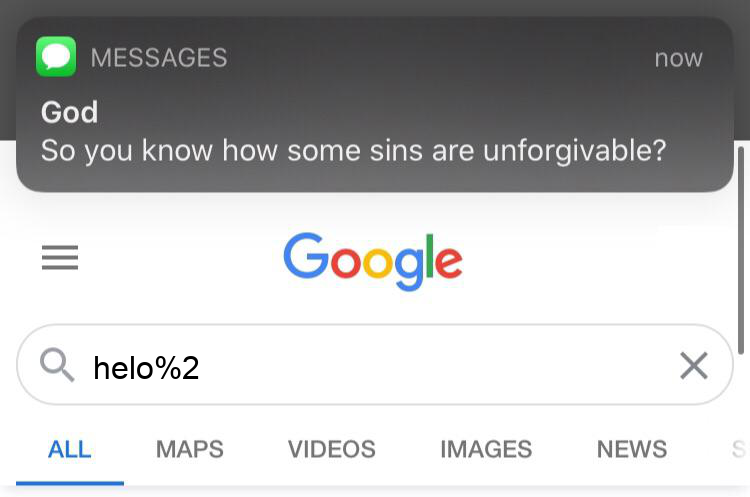 MESSAGES now
God
So you know how some sins are unforgivable?
Google
helo%2
ALL MAPS VIDEOS IMAGES NEWS S